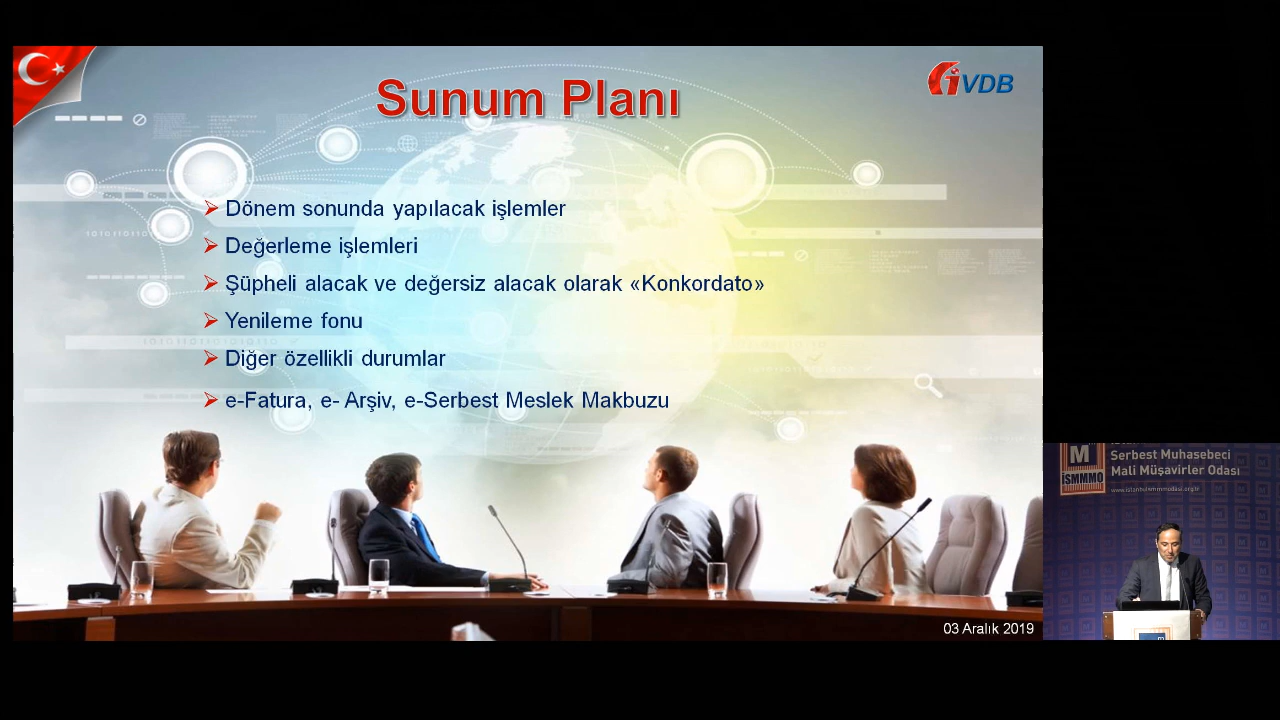 Sunum Planı
iVDB
Dönem sonunda yapılacak işlemler
Değerleme işlemleri
Şüpheli alacak ve değersiz alacak olarak «Konkordato»
Yenileme fonu
Diğer özellikli durumlar
e-Fatura, e- Arşiv, e-Serbest Meslek Makbuzu
03 Aralık 2019
M
İSMMMO
Serbest Muhasebeci
Mali Müşavirler Odası